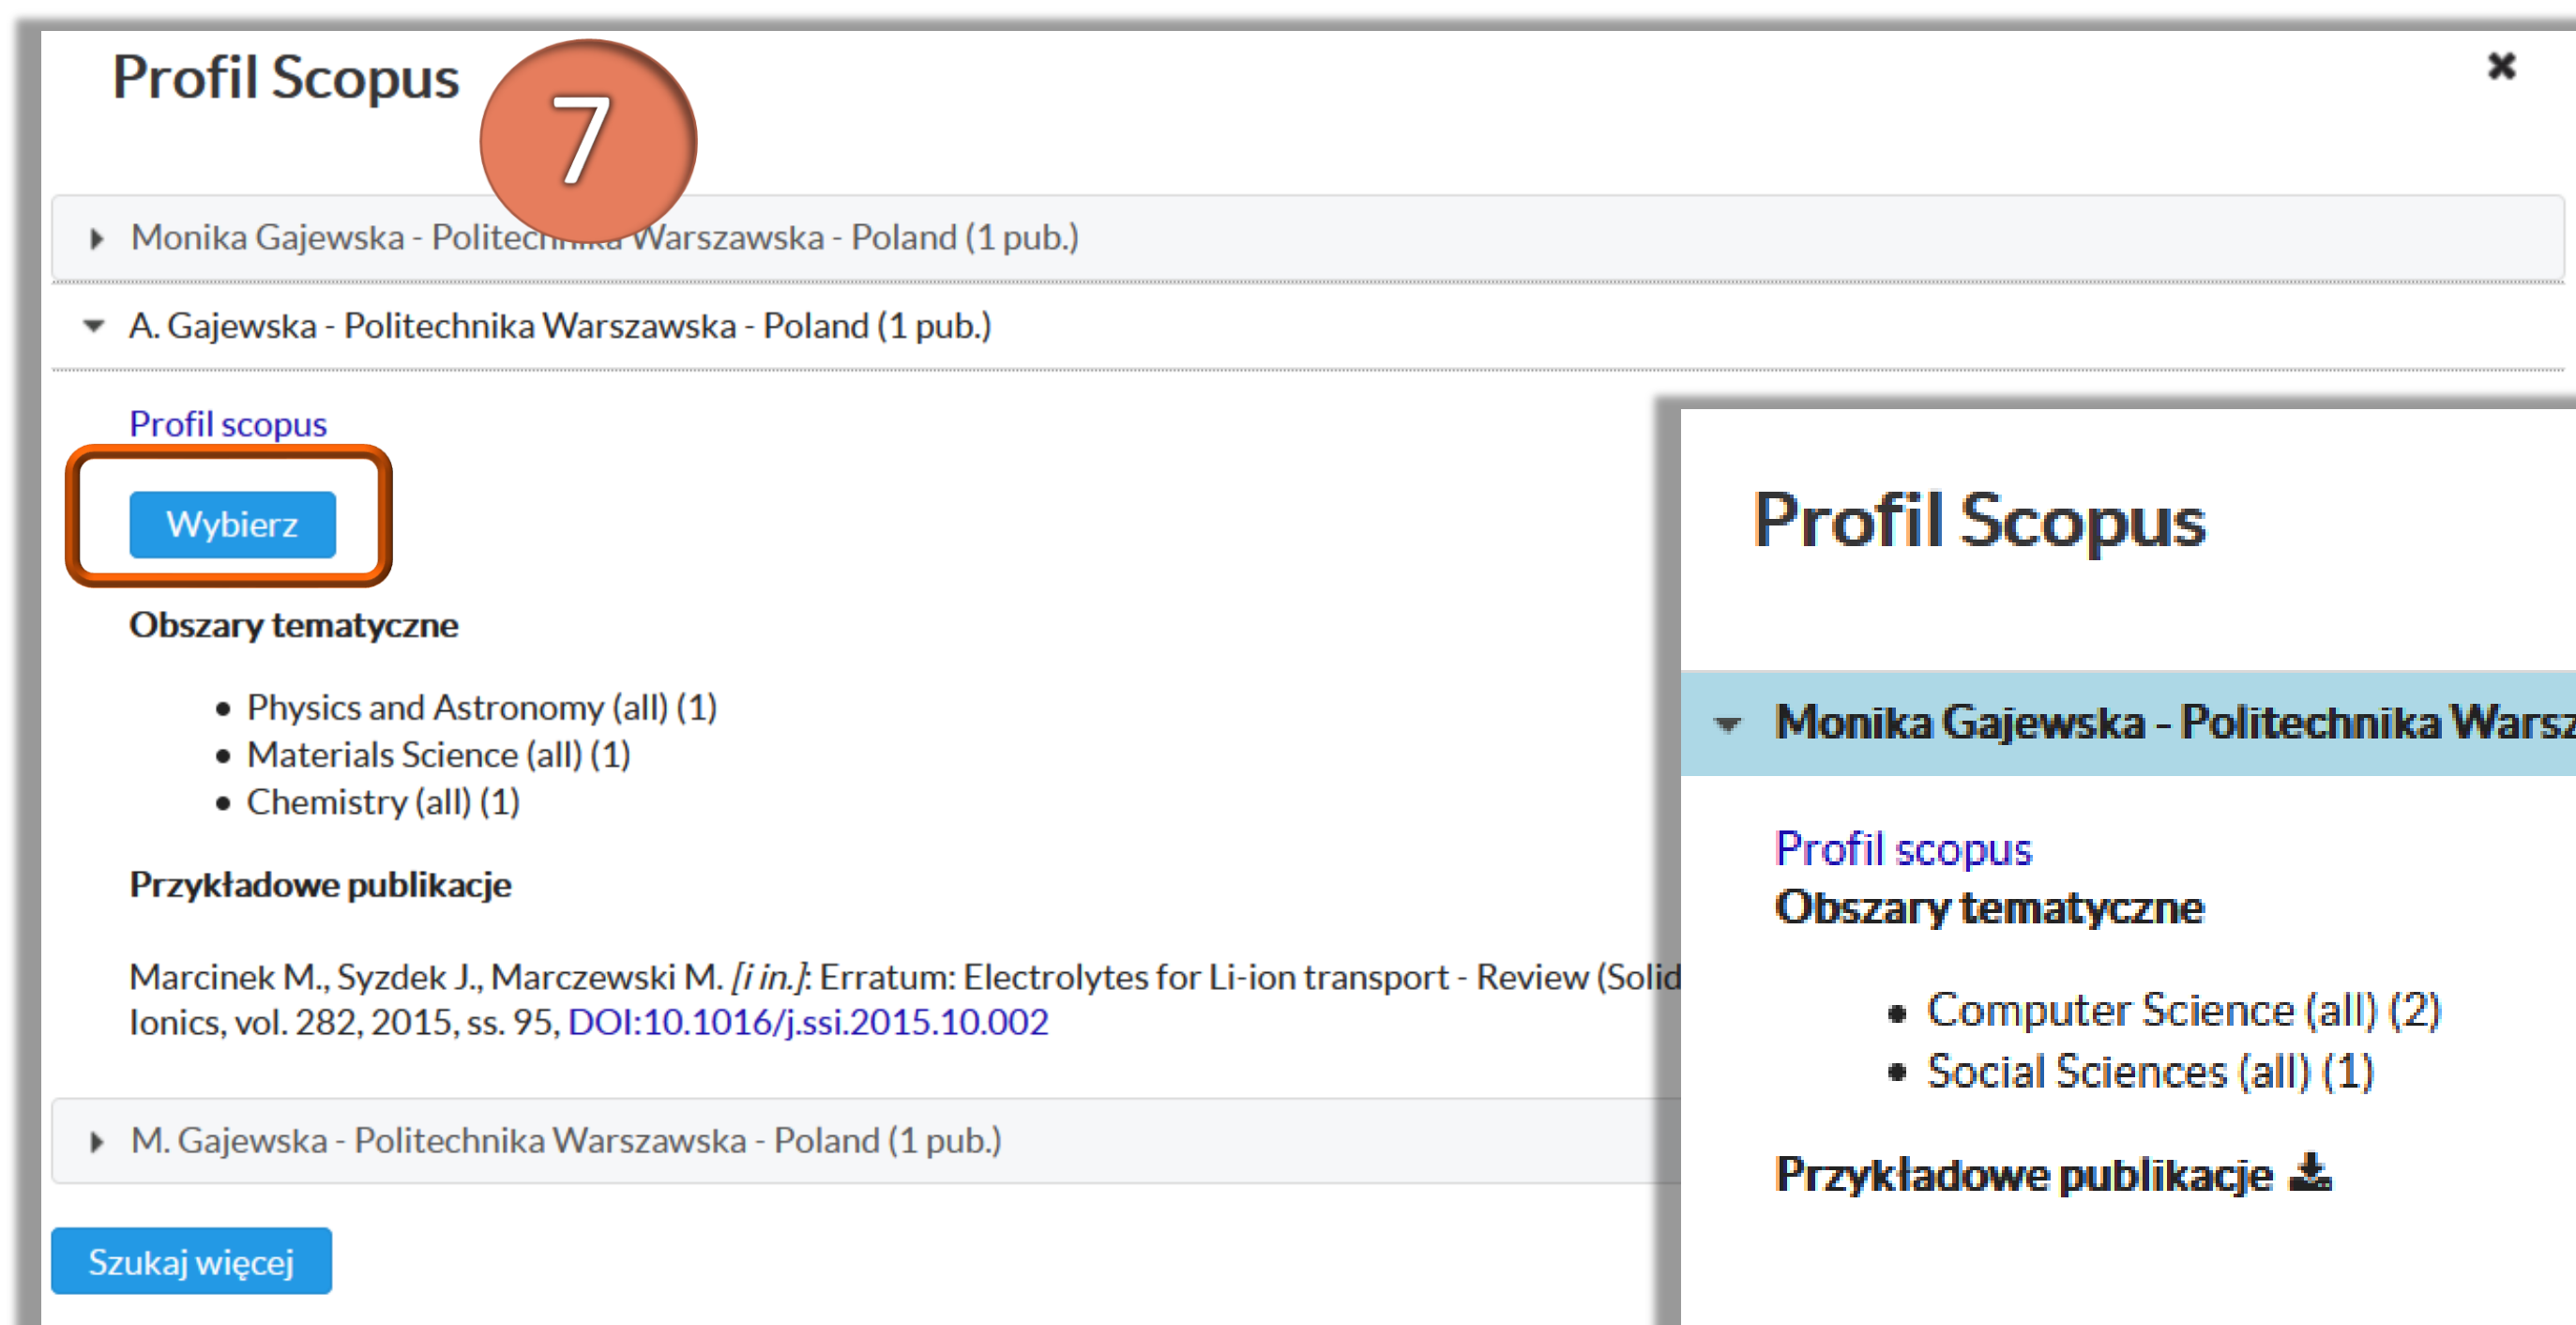 Profil Scopus
7
Monika Gajewska - Politechnika Warszawska - Poland (1 pub.)
A. Gajewska - Politechnika Warszawska - Poland (1 pub.)
Profil scopus
Wybierz
Obszary tematyczne
Physics and Astronomy (all) (1)
Materials Science (all) (1)
Chemistry (all) (1)
Przykładowe publikacje
Marcinek M., Syzdek J., Marczewski M. [i in.]: Erratum: Electrolytes for Li-ion transport - Review (Solid
Ionics, vol. 282, 2015, ss. 95, DOI:10.1016/j.ssi.2015.10.002
M. Gajewska - Politechnika Warszawska - Poland (1 pub.)
Szukaj więcej
Profil Scopus
Monika Gajewska - Politechnika Warsz
Profil scopus
Obszary tematyczne
Computer Science (all) (2)
Social Sciences (all) (1)
Przykładowe publikacje